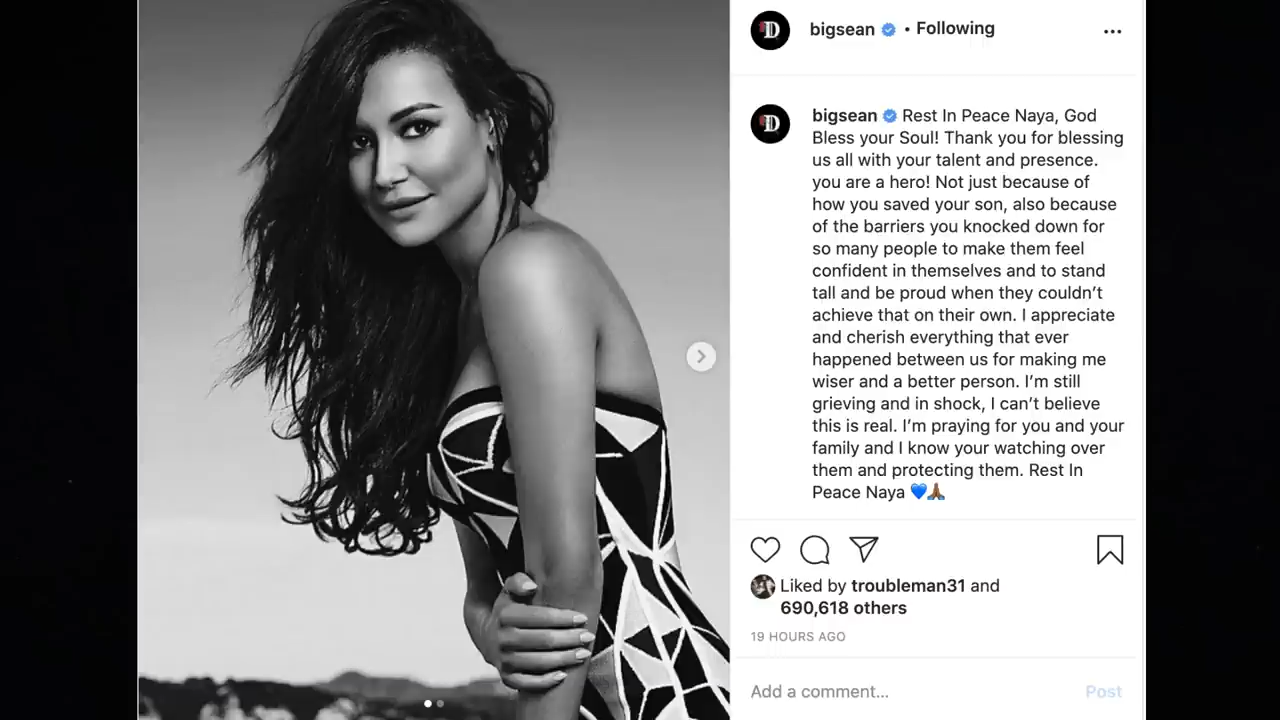 bigsean • Following
bigsean Rest In Peace Naya, God
Bless your Soul! Thank you for blessing
us all with your talent and presence.
you are a hero! Not just because of
how you saved your son, also because
of the barriers you knocked down for
so many people to make them feel
confident in themselves and to stand
tall and be proud when they couldn't
achieve that on their own. I appreciate
and cherish everything that ever
happened between us for making me
wiser and a better person. I'm still
grieving and in shock, I can't believe
this is real. I'm praying for you and your
family and I know your watching over
them and protecting them. Rest In
Peace Naya 💙🙏🏾
Liked by troubleman31 and
690,618 others
19 HOURS AGO
Add a comment... Post